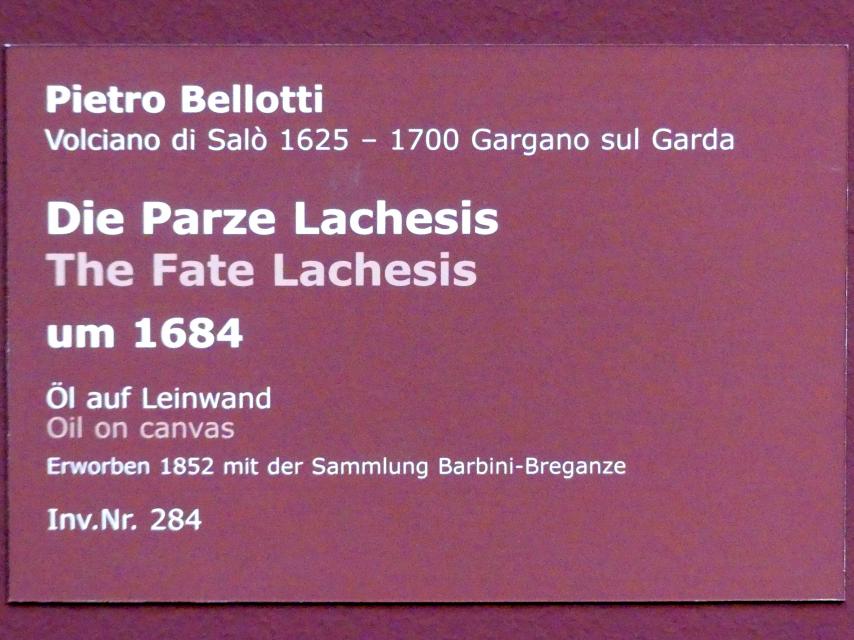 Pietro Bellotti
Volciano di Salò 1625 – 1700 Gargano sul Garda
Die Parze Lachesis
The Fate Lachesis
um 1684
Öl auf Leinwand
Oil on canvas
Erworben 1852 mit der Sammlung Barbini-Breganze
Inv.Nr. 284